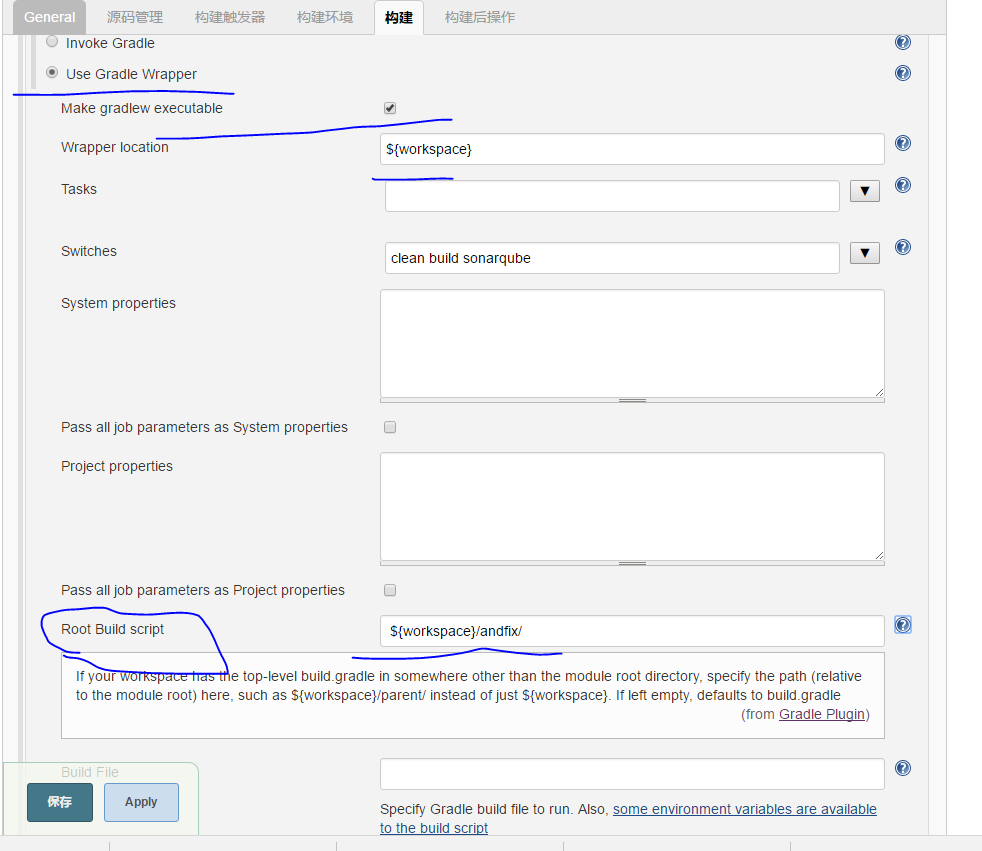 General 源码管理 构建触发器 构建环境 构建 构建后操作
Invoke Gradle
Use Gradle Wrapper
Make gradlew executable
Wrapper location ${workspace}
Tasks
Switches clean build sonarqube
System properties
Pass all job parameters as System properties
Project properties
Pass all job parameters as Project properties
Root Build script ${workspace}/andfix/
If your workspace has the top-level build.gradle in somewhere other than the module root directory, specify the path (relative
to the module root) here, such as ${workspace}/parent/ instead of just ${workspace}. If left empty, defaults to build.gradle
(from Gradle Plugin)
Build File
Specify Gradle build file to run. Also, some environment variables are available
to the build script
保存 Apply